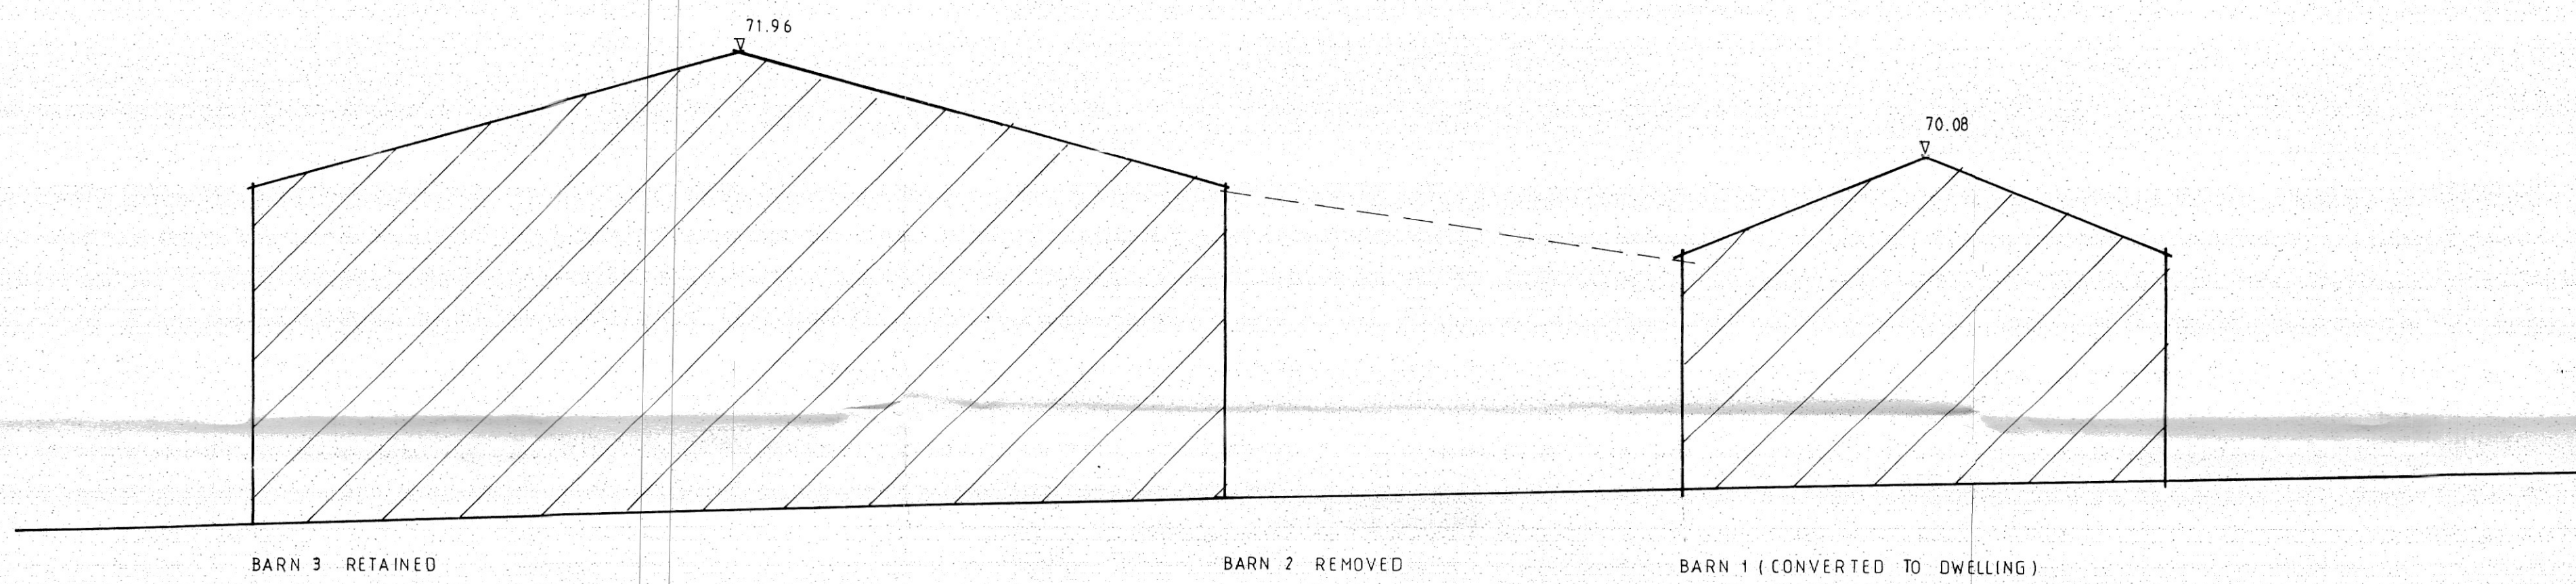 71.96
70.08
BARN 3 RETAINED
BARN 2 REMOVED
BARN 1 (CONVERTED TO DWELLING)